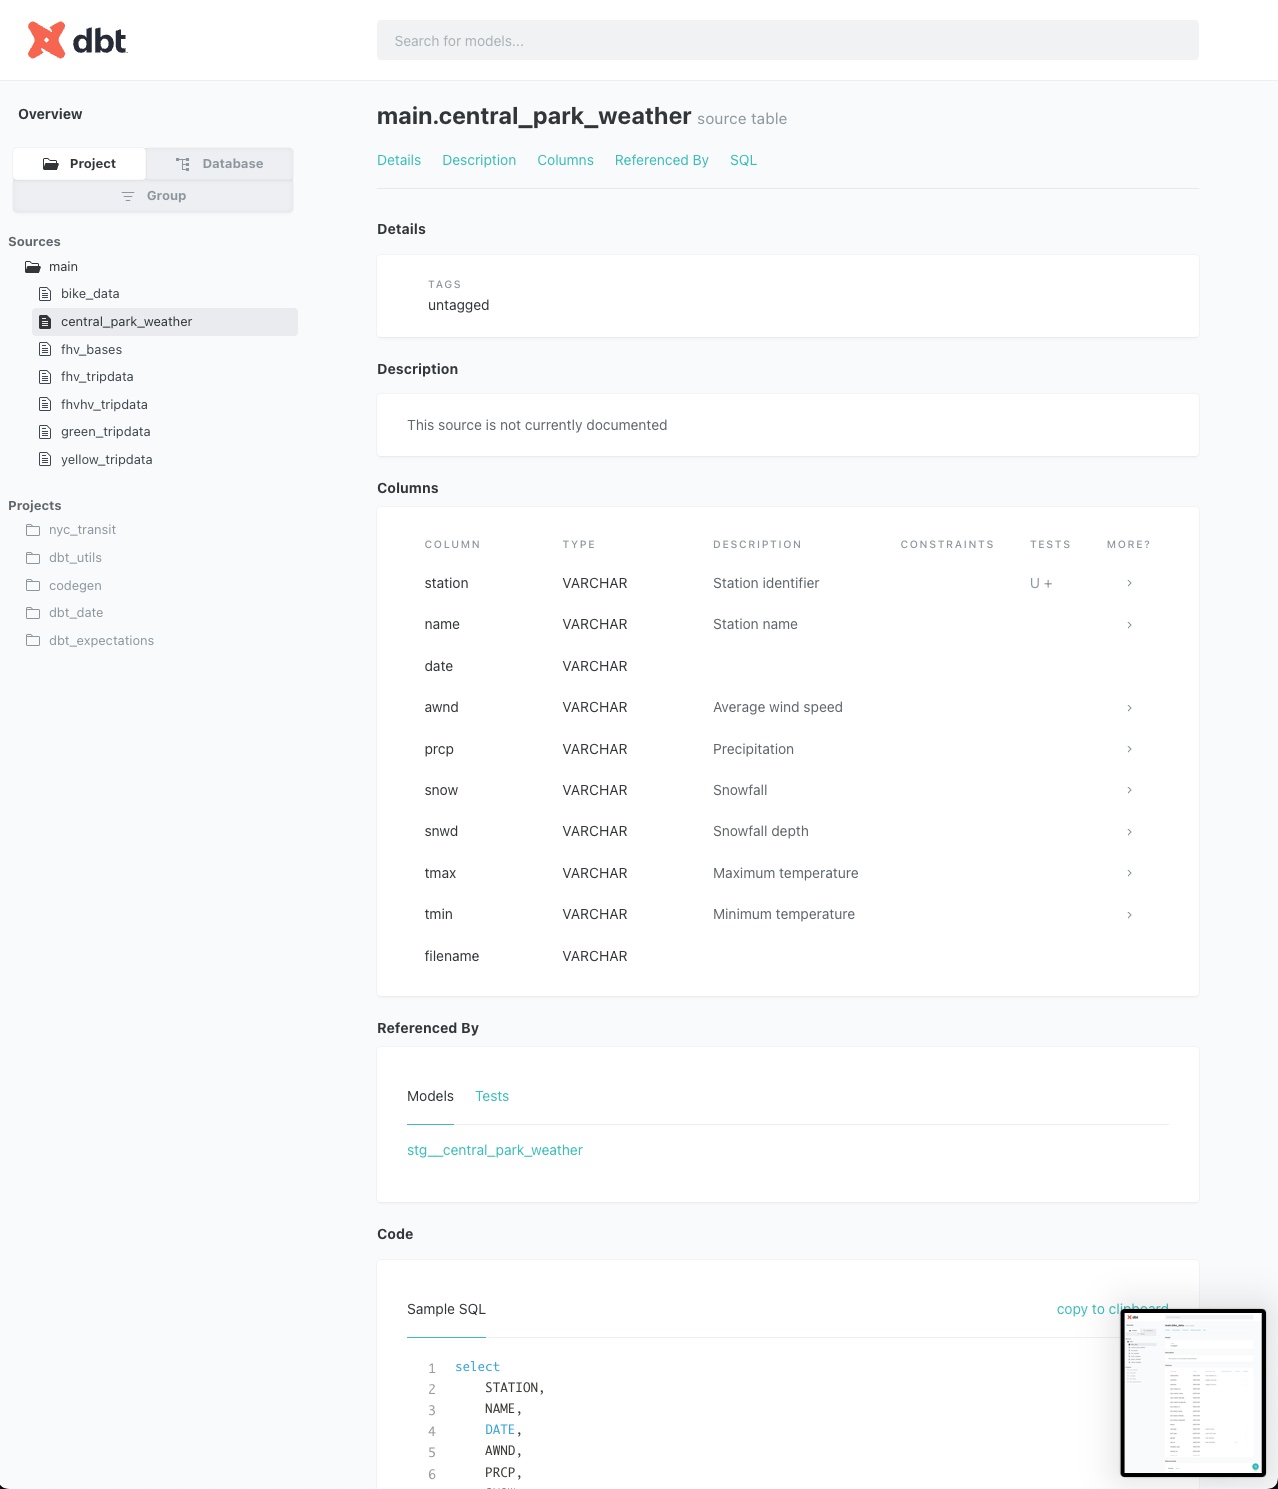 dbt
Search for models...
Overview
Project Database
Group
Sources
main
bike_data
central_park_weather
fhv_bases
fhv_tripdata
fhvhv_tripdata
green_tripdata
yellow_tripdata
Projects
nyc_transit
dbt_utils
codegen
dbt_date
dbt_expectations
main.central_park_weather source table
Details Description Columns Referenced By SQL
Details
TAGS
untagged
Description
This source is not currently documented
Columns
COLUMN TYPE DESCRIPTION CONSTRAINTS TESTS MORE?
station VARCHAR Station identifier U + >
name VARCHAR Station name >
date VARCHAR
awnd VARCHAR Average wind speed >
prcp VARCHAR Precipitation >
snow VARCHAR Snowfall >
snwd VARCHAR Snowfall depth >
tmax VARCHAR Maximum temperature >
tmin VARCHAR Minimum temperature >
filename VARCHAR
Referenced By
Models Tests
stg__central_park_weather
Code
Sample SQL copy to clipboard
1 select
2 STATION,
3 NAME,
4 DATE,
5 AWND,
6 PRCP,